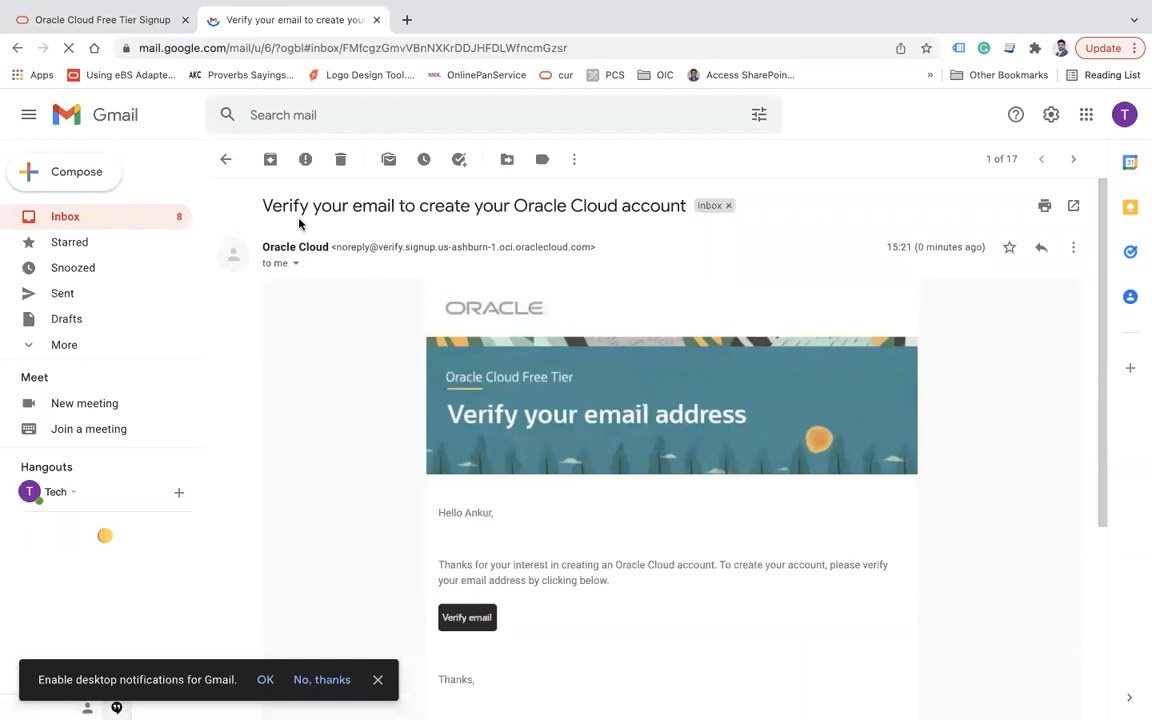 Oracle Cloud Free Tier Signup
Verify your email to create you
mail.google.com/mail/u/6/?ogbl#inbox/FMfcgzGmvVBnNXKrDDJHFDLWfncmGzsr
Update
Apps
Using eBS Adapte...
AKC
Proverbs Sayings...
Logo Design Tool....
OnlinePanService
cur
PCS
OIC
Access SharePoin...
»
Other Bookmarks
Reading List
Gmail
Search mail
T
Compose
1 of 17
Inbox
8
Starred
Snoozed
Sent
Drafts
More
Meet
New meeting
Join a meeting
Hangouts
T
Tech
Verify your email to create your Oracle Cloud account
Inbox ×
Oracle Cloud <noreply@verify.signup.us-ashburn-1.oci.oraclecloud.com>
15:21 (0 minutes ago)
to me
ORACLE
Oracle Cloud Free Tier
Verify your email address
Hello Ankur,
Thanks for your interest in creating an Oracle Cloud account. To create your account, please verify
your email address by clicking below.
Verify email
Thanks,
Enable desktop notifications for Gmail.
OK
No, thanks
31